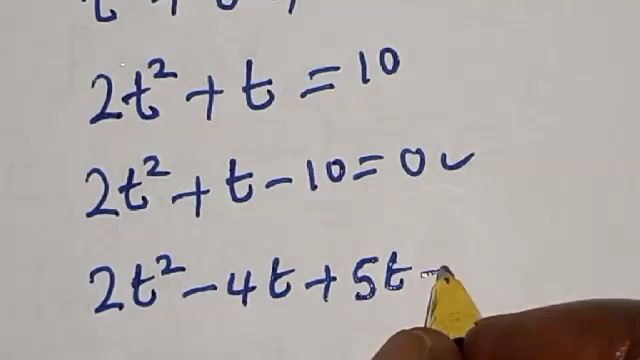 2t² + t = 10
2t² + t - 10 = 0 ✓
2t² - 4t + 5t -